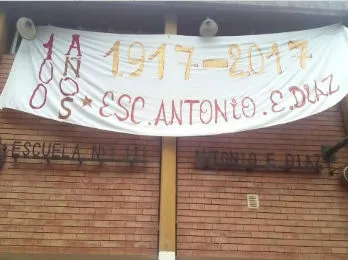 100
AÑOS
1917-2017
★ ESC. ANTONIO. E. DIAZ
ESCUELA
ANTONIO E DIAZ